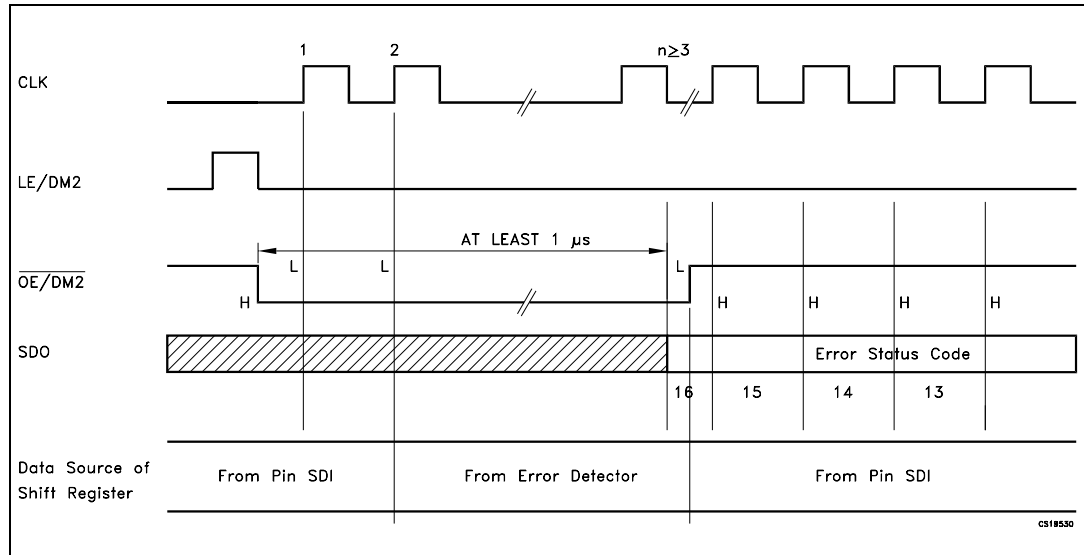 1 2 n≥3
CLK
LE/DM2
AT LEAST 1 µs
L L L
OE/DM2
H H H H H
SDO Error Status Code
16 15 14 13
Data Source of
Shift Register
From Pin SDI From Error Detector From Pin SDI
CS18530